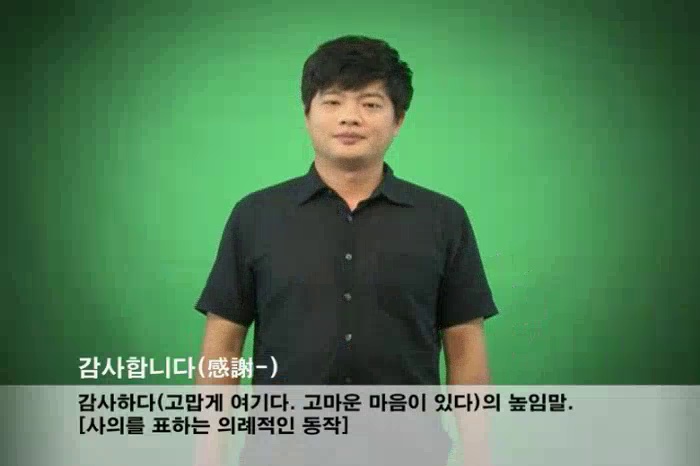 감사합니다(感謝-)
감사하다(고맙게 여기다. 고마운 마음이 있다)의 높임말.
[사의를 표하는 의례적인 동작]